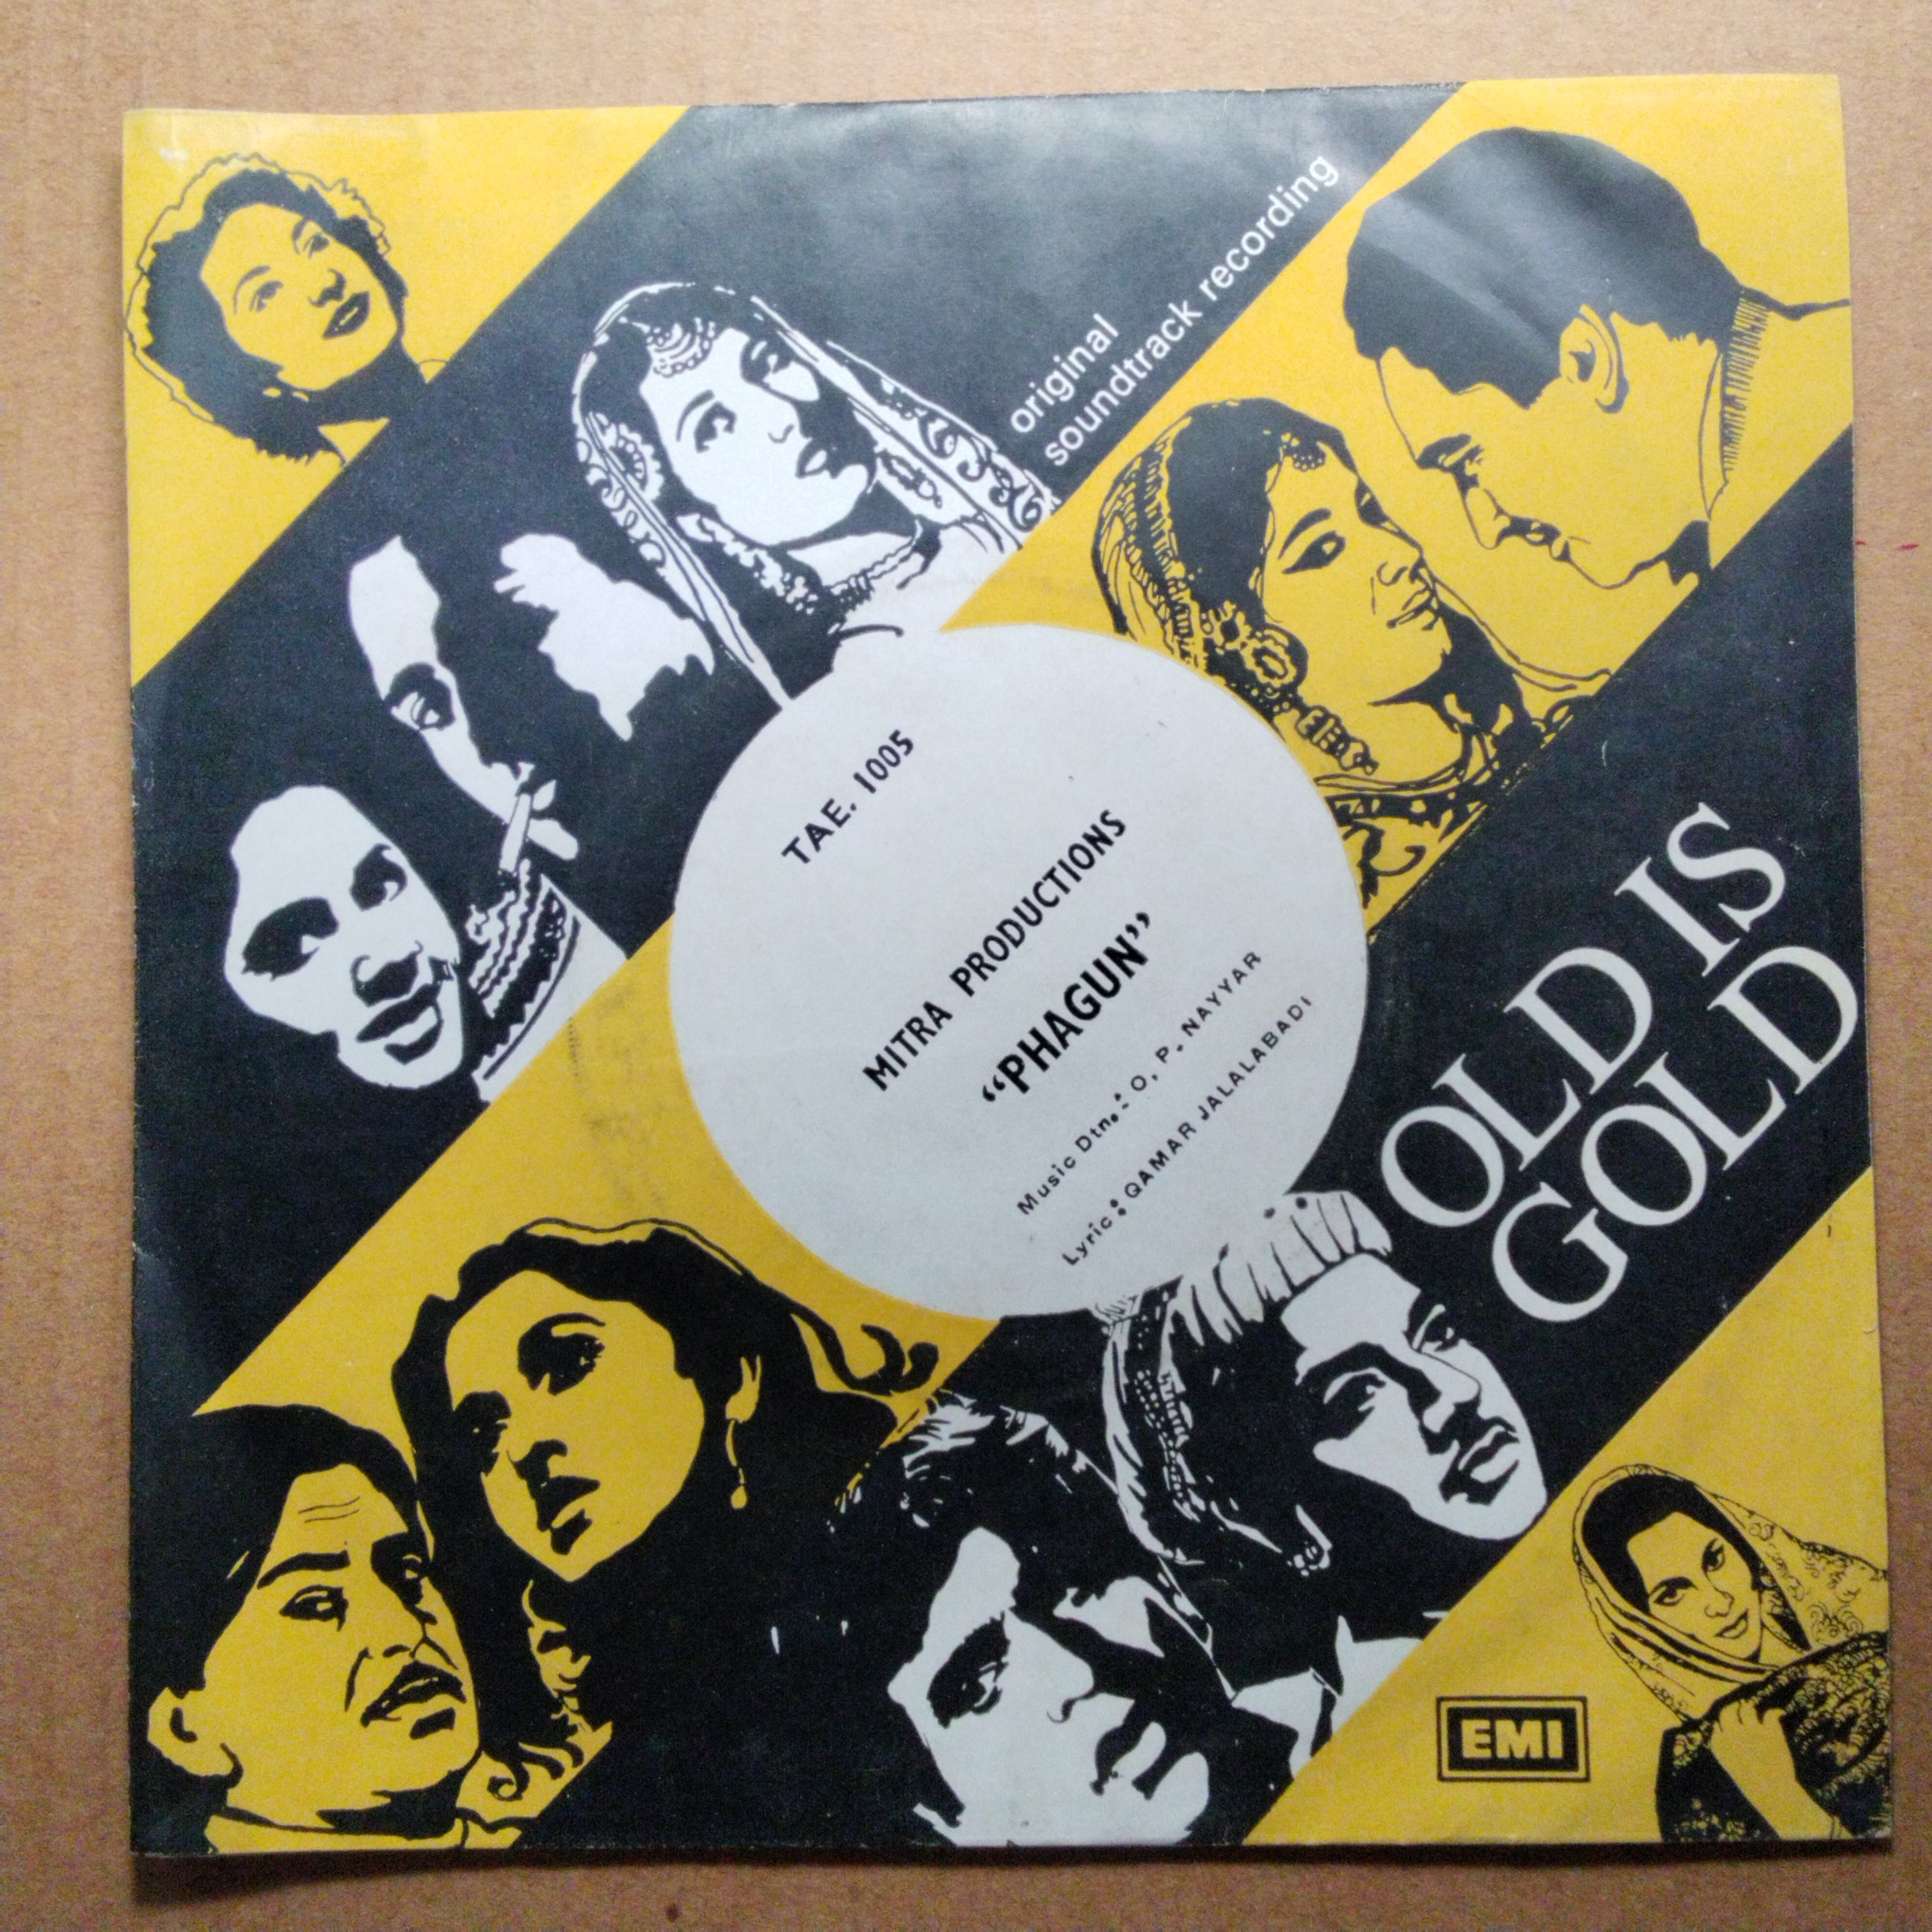 original
soundtrack recording
TAE. 1005
MITRA PRODUCTIONS
“PHAGUN”
Music Dtn.: O. P. NAYYAR
Lyric: QAMAR JALALABADI
OLD IS
GOLD
EMI